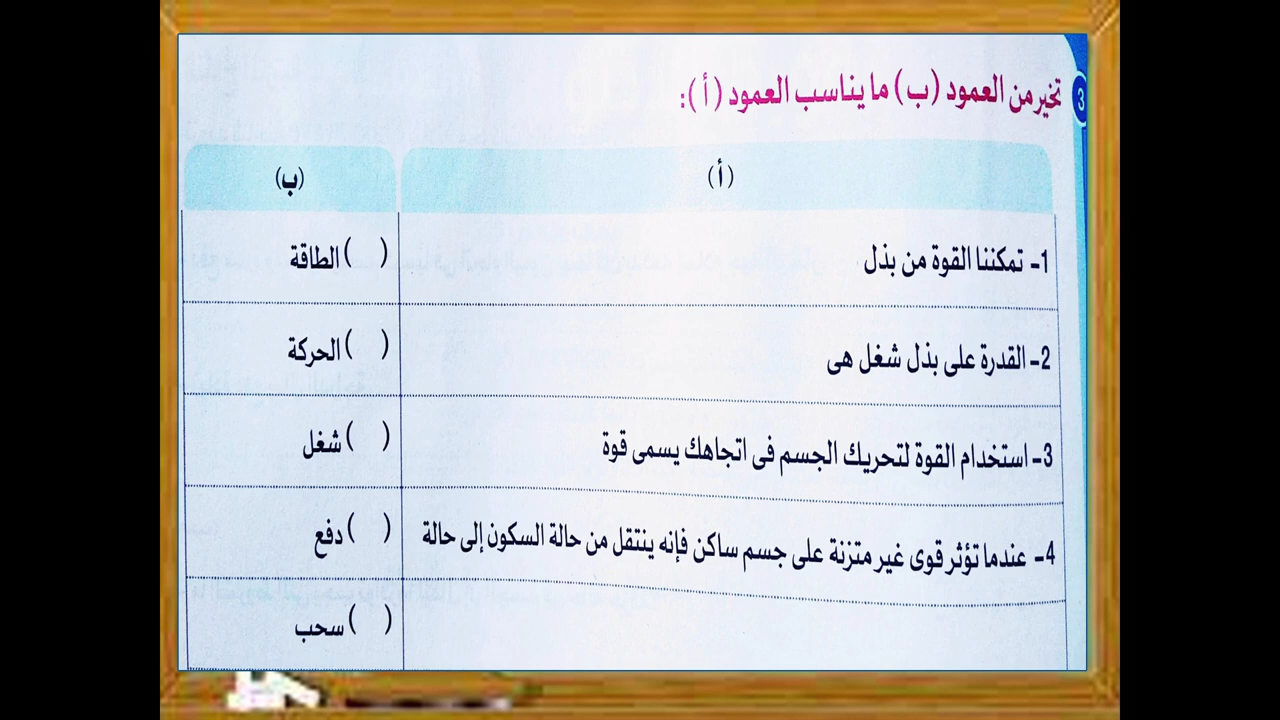 3 تخير من العمود (ب) ما يناسب العمود (أ):
(أ) (ب)
1- تمكننا القوة من بذل ( ) الطاقة
2- القدرة على بذل شغل هى ( ) الحركة
3- استخدام القوة لتحريك الجسم فى اتجاهك يسمى قوة ( ) شغل
4- عندما تؤثر قوى غير متزنة على جسم ساكن فإنه ينتقل من حالة السكون إلى حالة ( ) دفع
( ) سحب